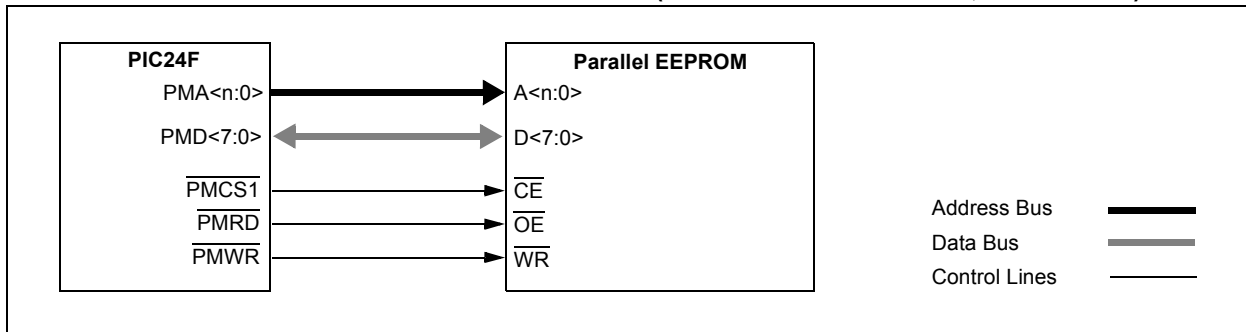 PIC24F
PMA<n:0>
PMD<7:0>
PMCS1
PMRD
PMWR
Parallel EEPROM
A<n:0>
D<7:0>
CE
OE
WR
Address Bus
Data Bus
Control Lines